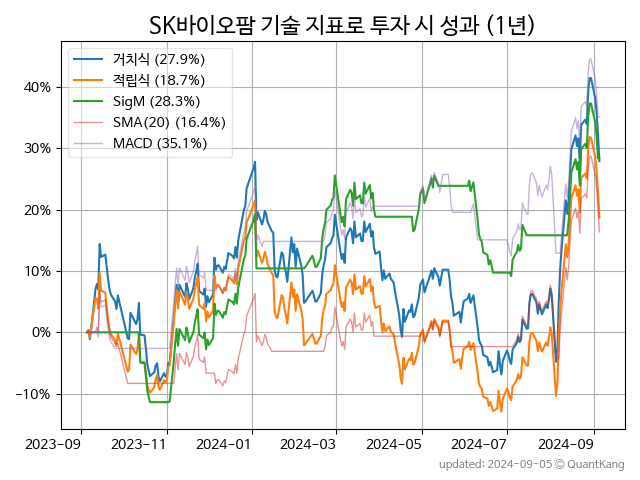 SK바이오팜 기술 지표로 투자 시 성과 (1년)
거치식 (27.9%)
적립식 (18.7%)
SigM (28.3%)
SMA(20) (16.4%)
MACD (35.1%)
40%
30%
20%
10%
0%
−10%
2023-09
2023-11
2024-01
2024-03
2024-05
2024-07
2024-09
updated: 2024-09-05 © QuantKang